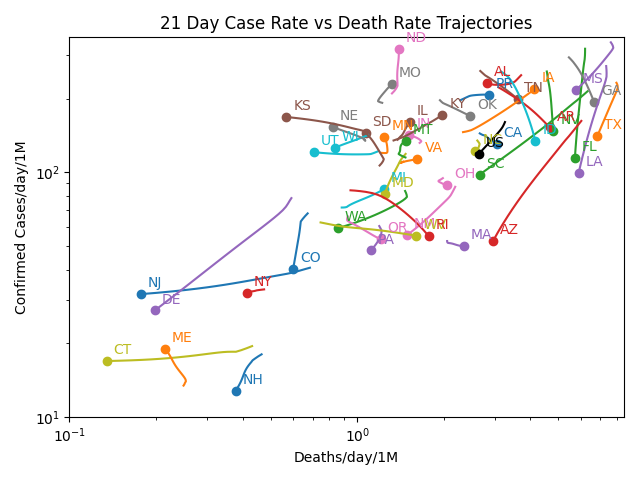 21 Day Case Rate vs Death Rate Trajectories
ND
MO
AL
PR
TN
IA
MS
GA
KS
NE
SD
MN
IL
IN
MT
KY
OK
AR
NV
TX
UT
WI
VA
CA
US
FL
LA
MI
MD
OH
SC
WA
OR
RI
WV
MA
PA
AZ
CO
NJ
DE
NY
CT
ME
NH
10²
10¹
10⁻¹
10⁰
Confirmed Cases/day/1M
Deaths/day/1M